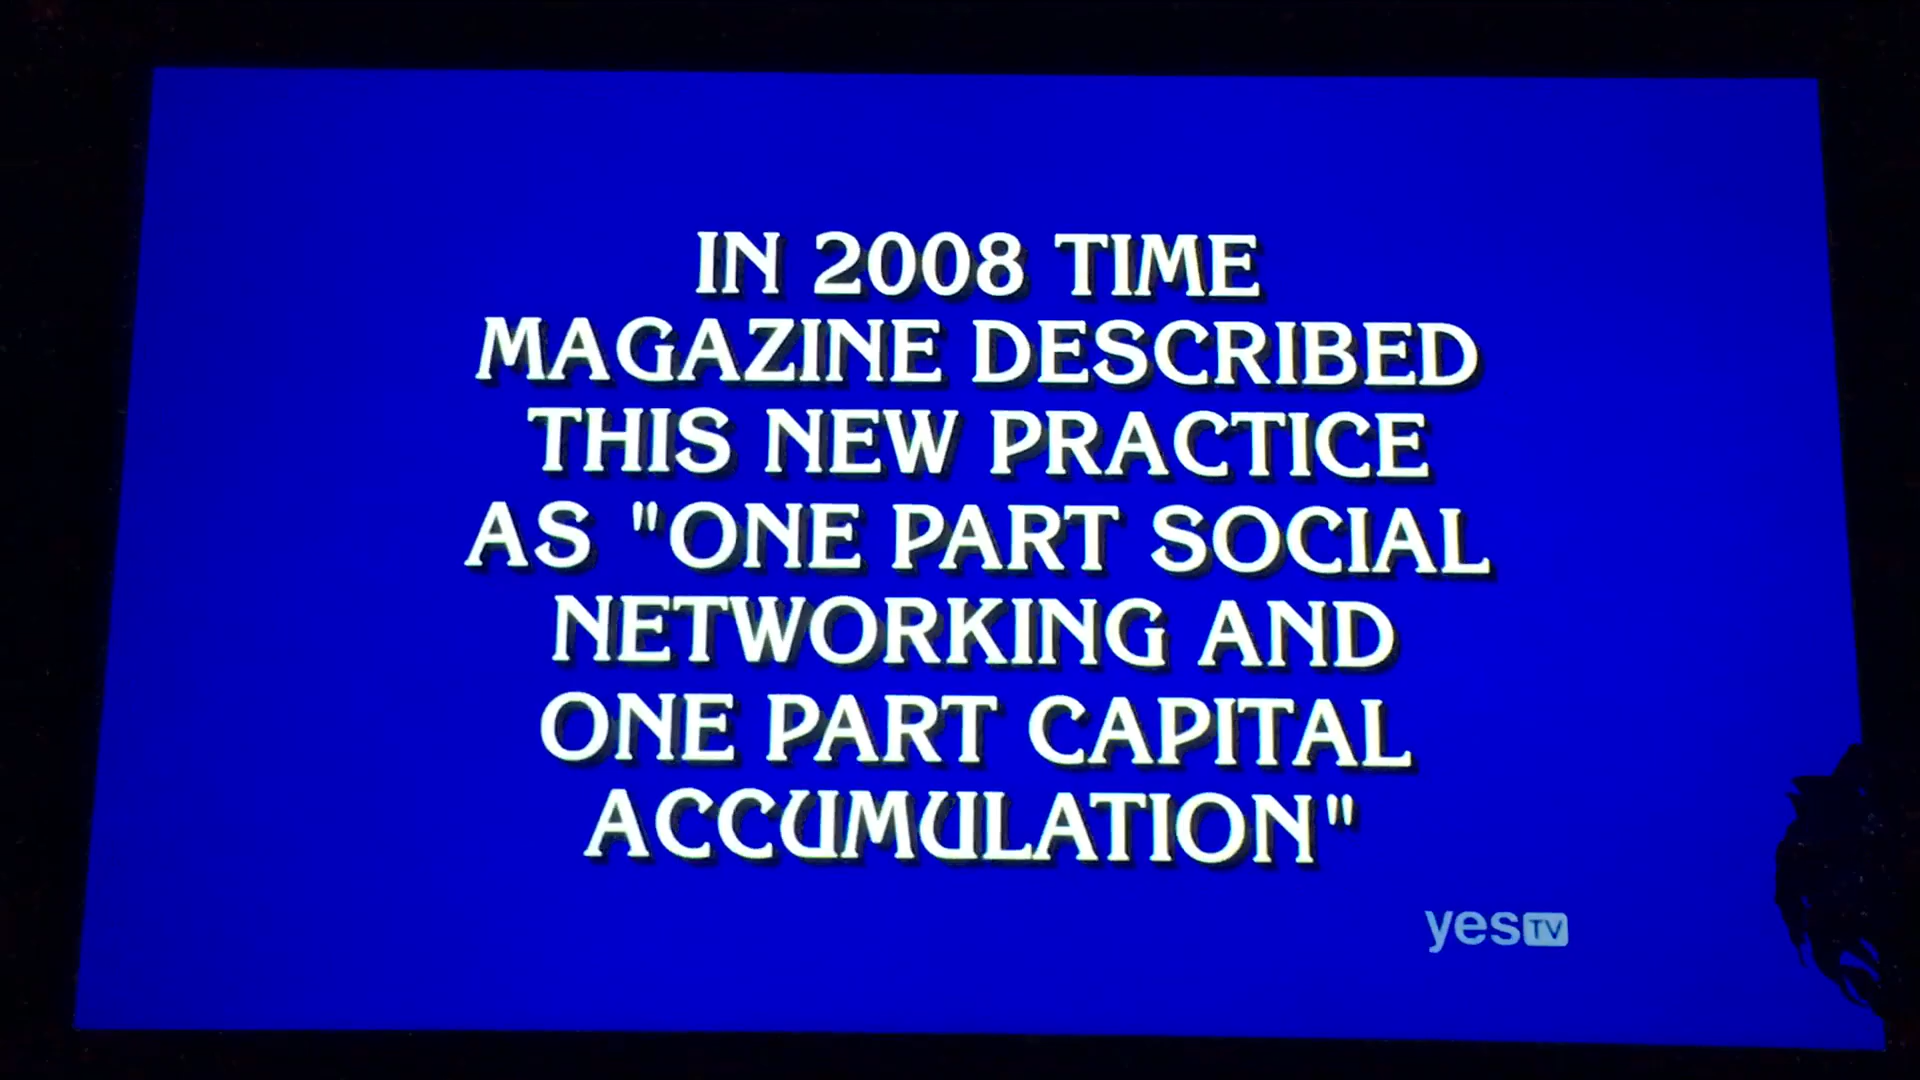 IN 2008 TIME
MAGAZINE DESCRIBED
THIS NEW PRACTICE
AS "ONE PART SOCIAL
NETWORKING AND
ONE PART CAPITAL
ACCUMULATION"
yes TV